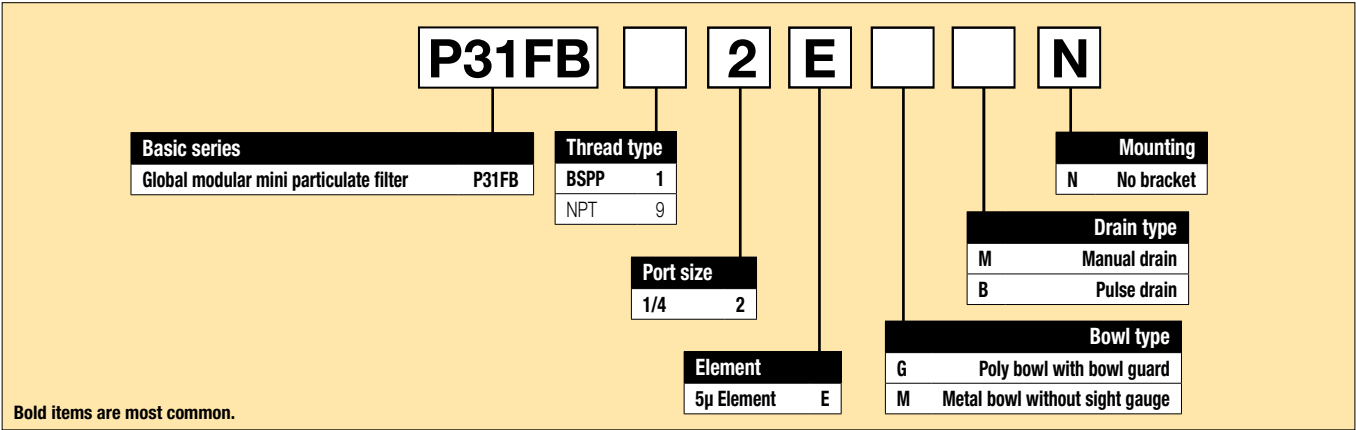 P31FB 2 E N
Basic series
Global modular mini particulate filter P31FB
Thread type
BSPP 1
NPT 9
Port size
1/4 2
Element
5µ Element E
Mounting
N No bracket
Drain type
M Manual drain
B Pulse drain
Bowl type
G Poly bowl with bowl guard
M Metal bowl without sight gauge
Bold items are most common.